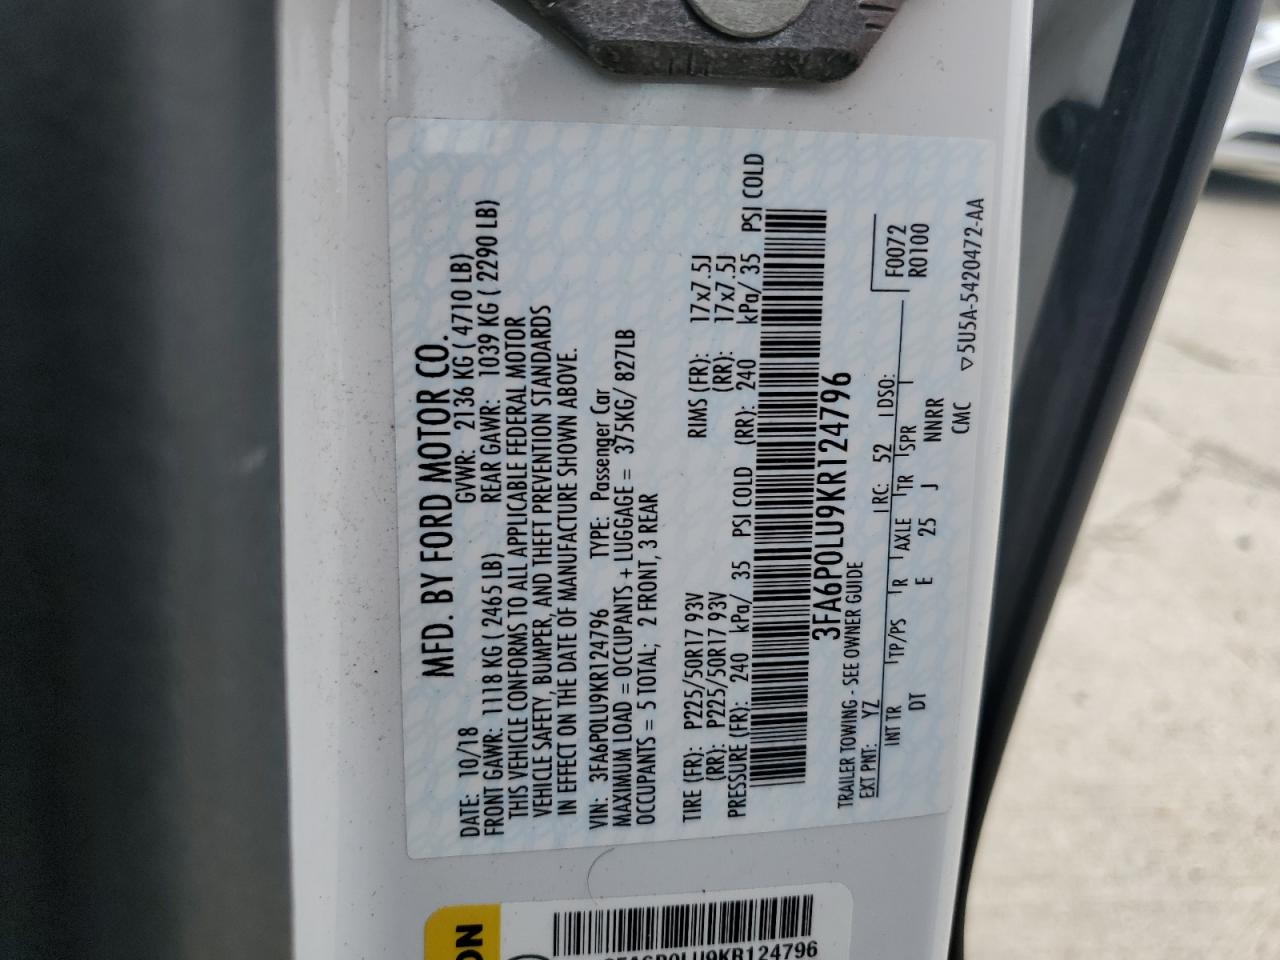 MFD. BY FORD MOTOR CO.
DATE: 10/18 GVWR: 2136 KG ( 4710 LB)
FRONT GAWR: 1118 KG ( 2465 LB) REAR GAWR: 1039 KG ( 2290 LB)
THIS VEHICLE CONFORMS TO ALL APPLICABLE FEDERAL MOTOR
VEHICLE SAFETY, BUMPER, AND THEFT PREVENTION STANDARDS
IN EFFECT ON THE DATE OF MANUFACTURE SHOWN ABOVE.
VIN: 3FA6P0LU9KR124796 TYPE: Passenger Car
MAXIMUM LOAD = OCCUPANTS + LUGGAGE = 375KG/ 827LB
OCCUPANTS = 5 TOTAL; 2 FRONT, 3 REAR
TIRE (FR): P225/50R17 93V RIMS (FR): 17x7.5J
(RR): P225/50R17 93V (RR): 17x7.5J
PRESSURE (FR): 240 kPa/ 35 PSI COLD (RR): 240 kPa/ 35 PSI COLD
3FA6P0LU9KR124796
TRAILER TOWING - SEE OWNER GUIDE
EXT PNT: YZ RC: 52 DSO: F0072
INT TR TP/PS R AXLE TR SPR R0100
DT E 25 J NNRR
CMC ▽5U5A-5420472-AA
ON
3FA6P0LU9KR124796